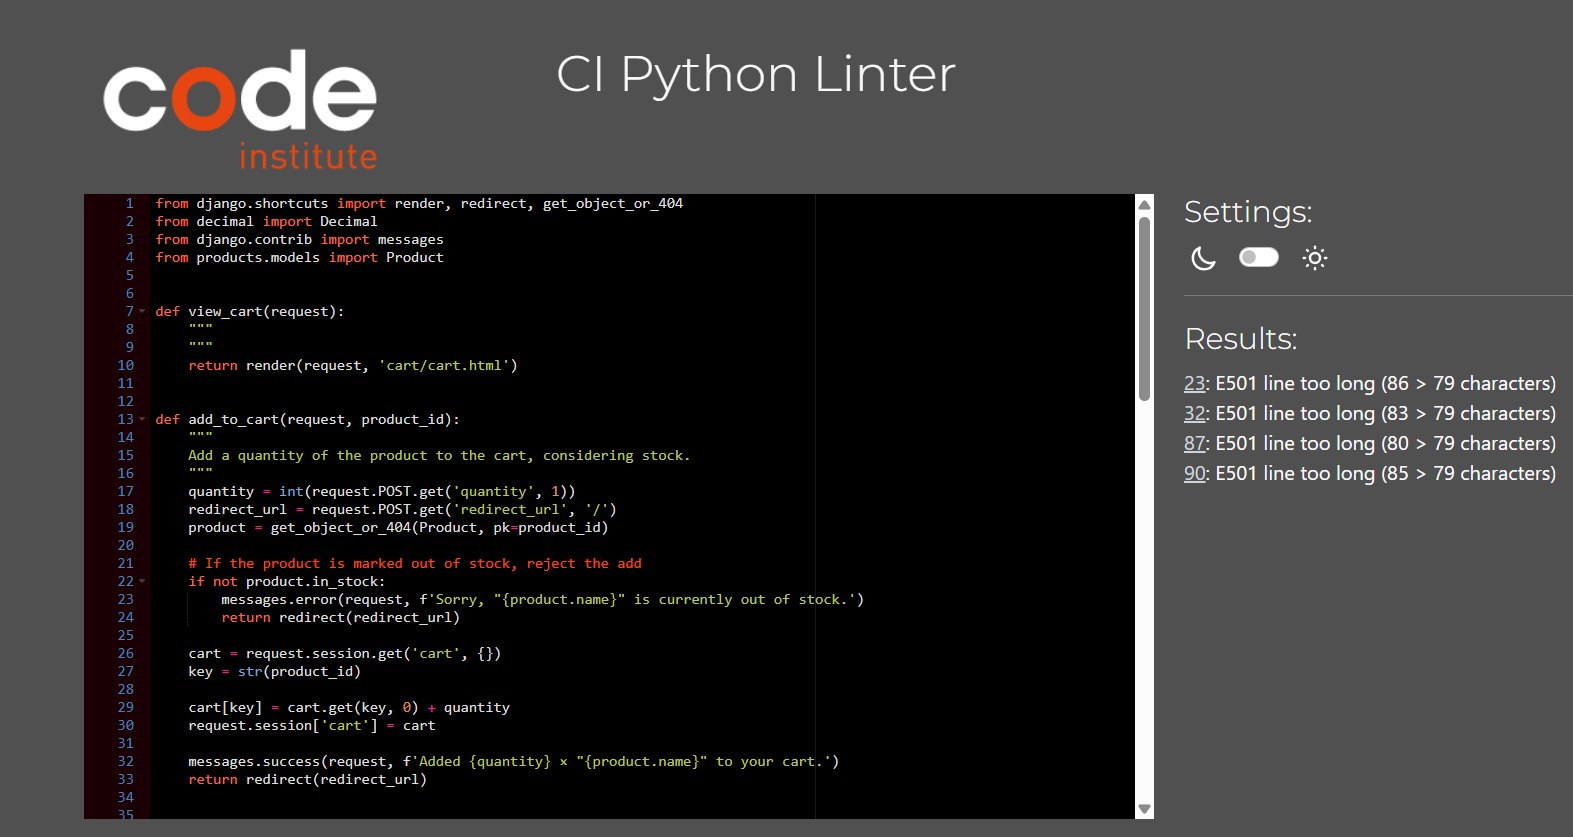 code
institute
CI Python Linter
1 from django.shortcuts import render, redirect, get_object_or_404
2 from decimal import Decimal
3 from django.contrib import messages
4 from products.models import Product
5
6
7 def view_cart(request):
8     """
9     """
10     return render(request, 'cart/cart.html')
11
12
13 def add_to_cart(request, product_id):
14     """
15     Add a quantity of the product to the cart, considering stock.
16     """
17     quantity = int(request.POST.get('quantity', 1))
18     redirect_url = request.POST.get('redirect_url', '/')
19     product = get_object_or_404(Product, pk=product_id)
20
21     # If the product is marked out of stock, reject the add
22     if not product.in_stock:
23         messages.error(request, f'Sorry, "{product.name}" is currently out of stock.')
24         return redirect(redirect_url)
25
26     cart = request.session.get('cart', {})
27     key = str(product_id)
28
29     cart[key] = cart.get(key, 0) + quantity
30     request.session['cart'] = cart
31
32     messages.success(request, f'Added {quantity} × "{product.name}" to your cart.')
33     return redirect(redirect_url)
34
35
Settings:
Results:
23: E501 line too long (86 > 79 characters)
32: E501 line too long (83 > 79 characters)
87: E501 line too long (80 > 79 characters)
90: E501 line too long (85 > 79 characters)